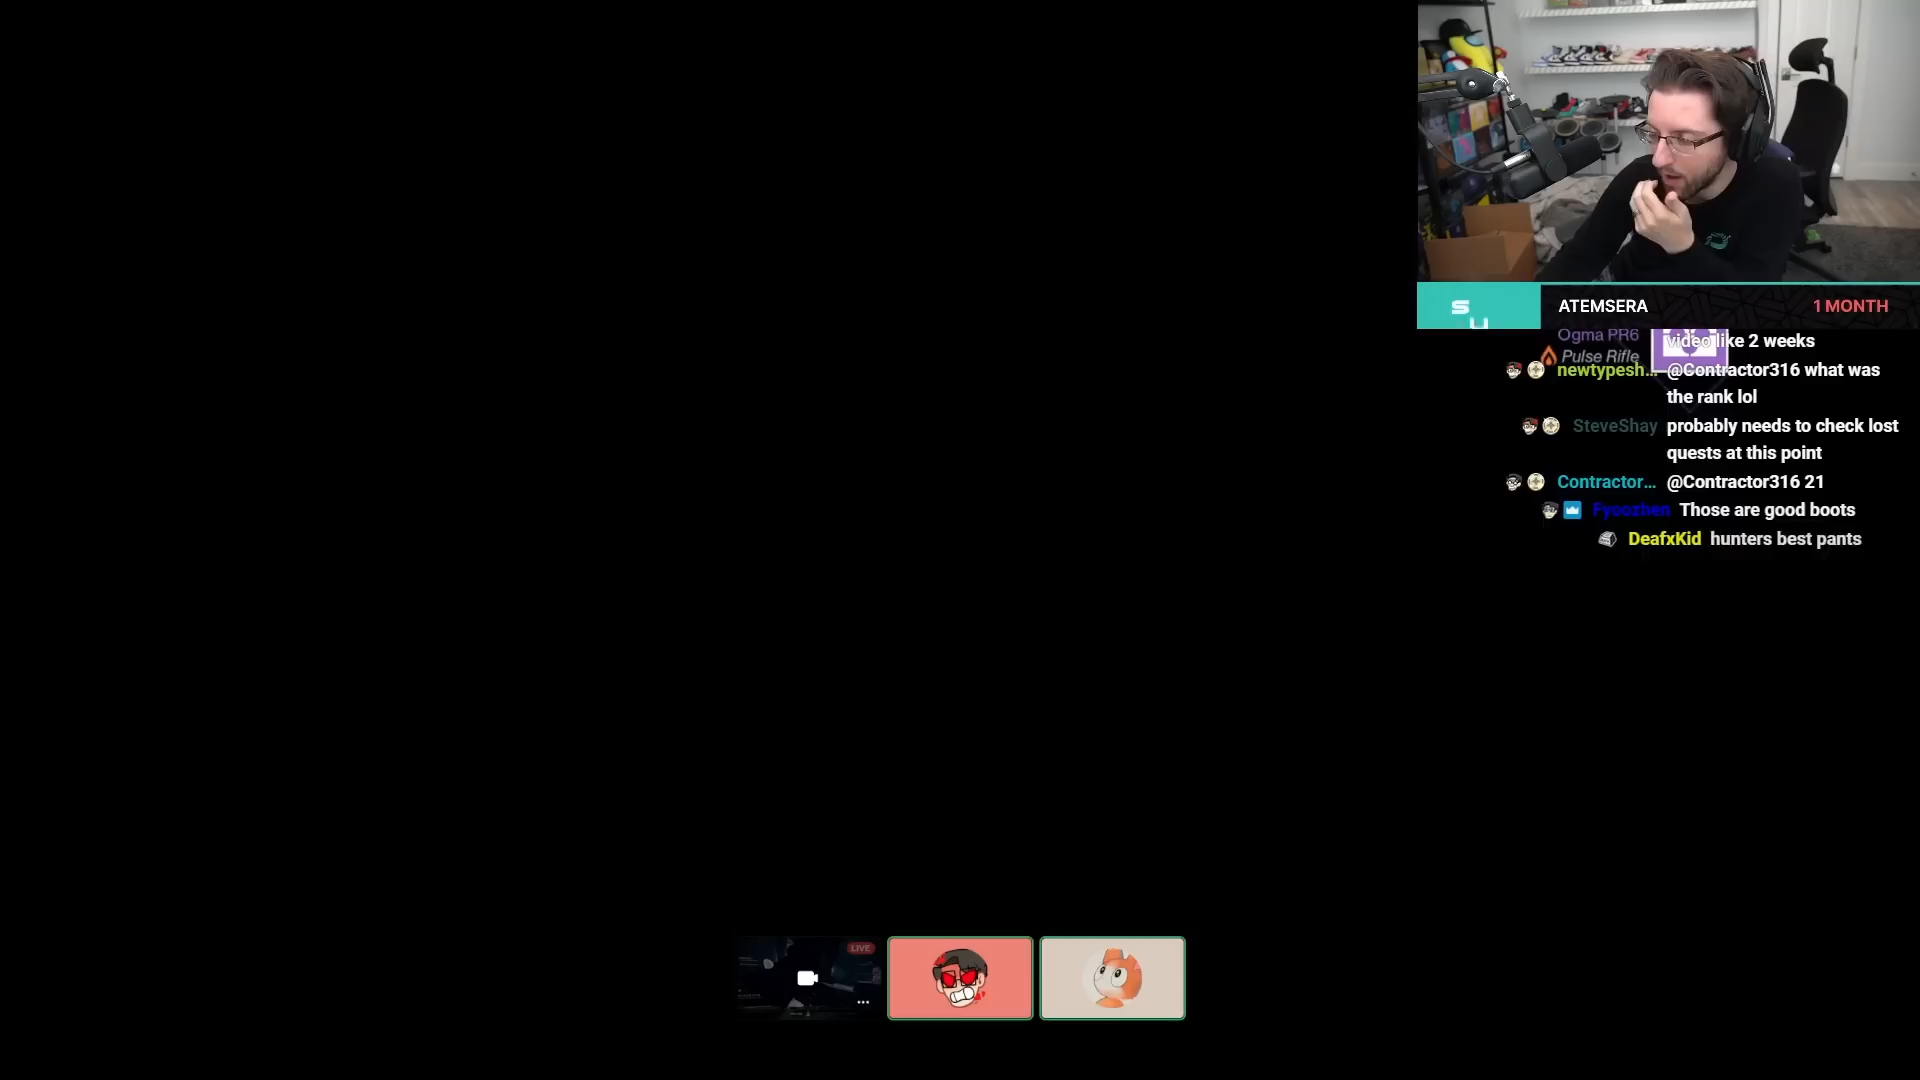 S
U
ATEMSERA
1 MONTH
Ogma PR6
Pulse Rifle
video like 2 weeks
newtypesh... @Contractor316 what was
the rank lol
SteveShay probably needs to check lost
quests at this point
Contractor... @Contractor316 21
Fyoozhen Those are good boots
DeafxKid hunters best pants
LIVE